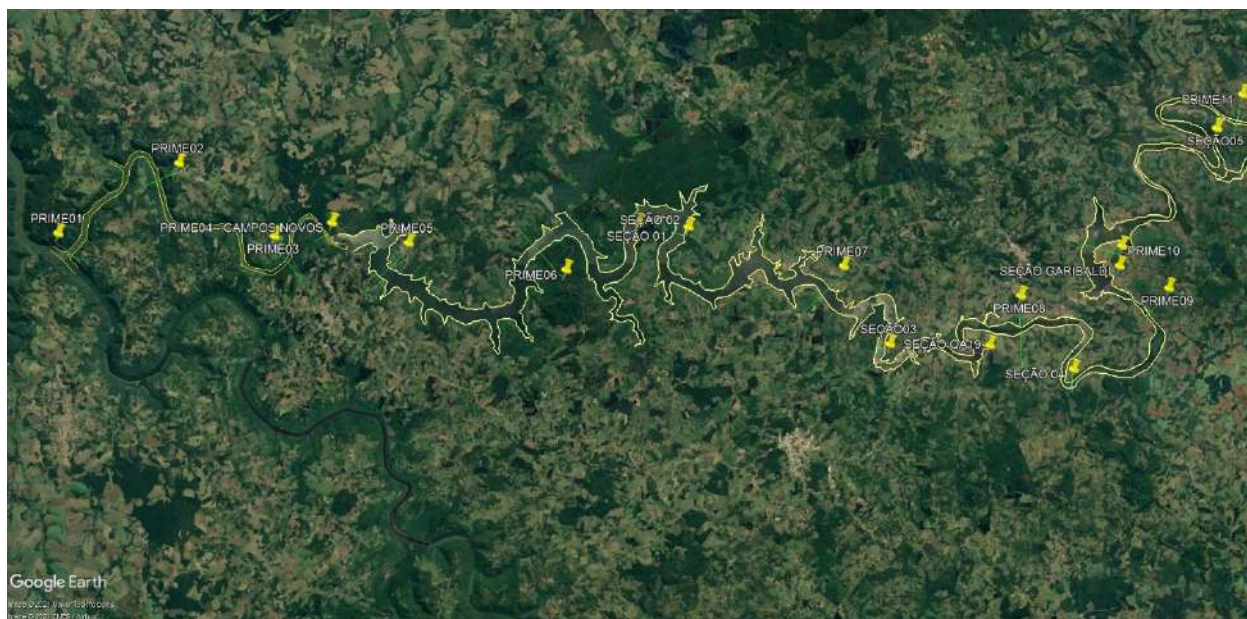 PRIME11
SEÇÃO05
PRIME02
PRIME01
PRIME04 - CAMPOS NOVOS
PRIME03
PRIME05
SEÇÃO 02
SEÇÃO 01
PRIME06
PRIME07
PRIME10
SEÇÃO GARIBALDI
PRIME09
PRIME08
SEÇÃO03
SEÇÃO CA19
SEÇÃO 04
Google Earth